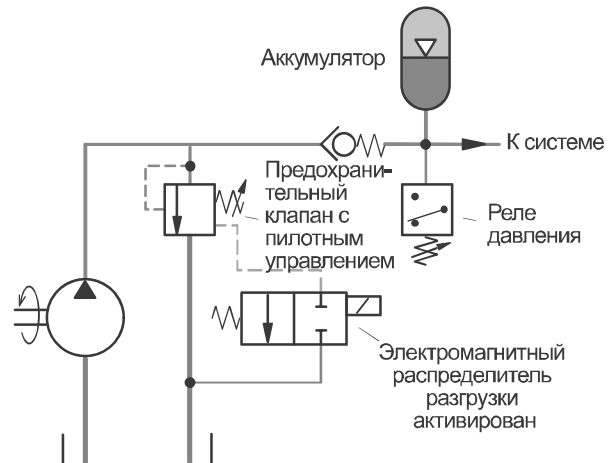 Аккумулятор
К системе
Предохрани-
тельный
клапан с
пилотным
управлением
Реле
давления
Электромагнитный
распределитель
разгрузки
активирован